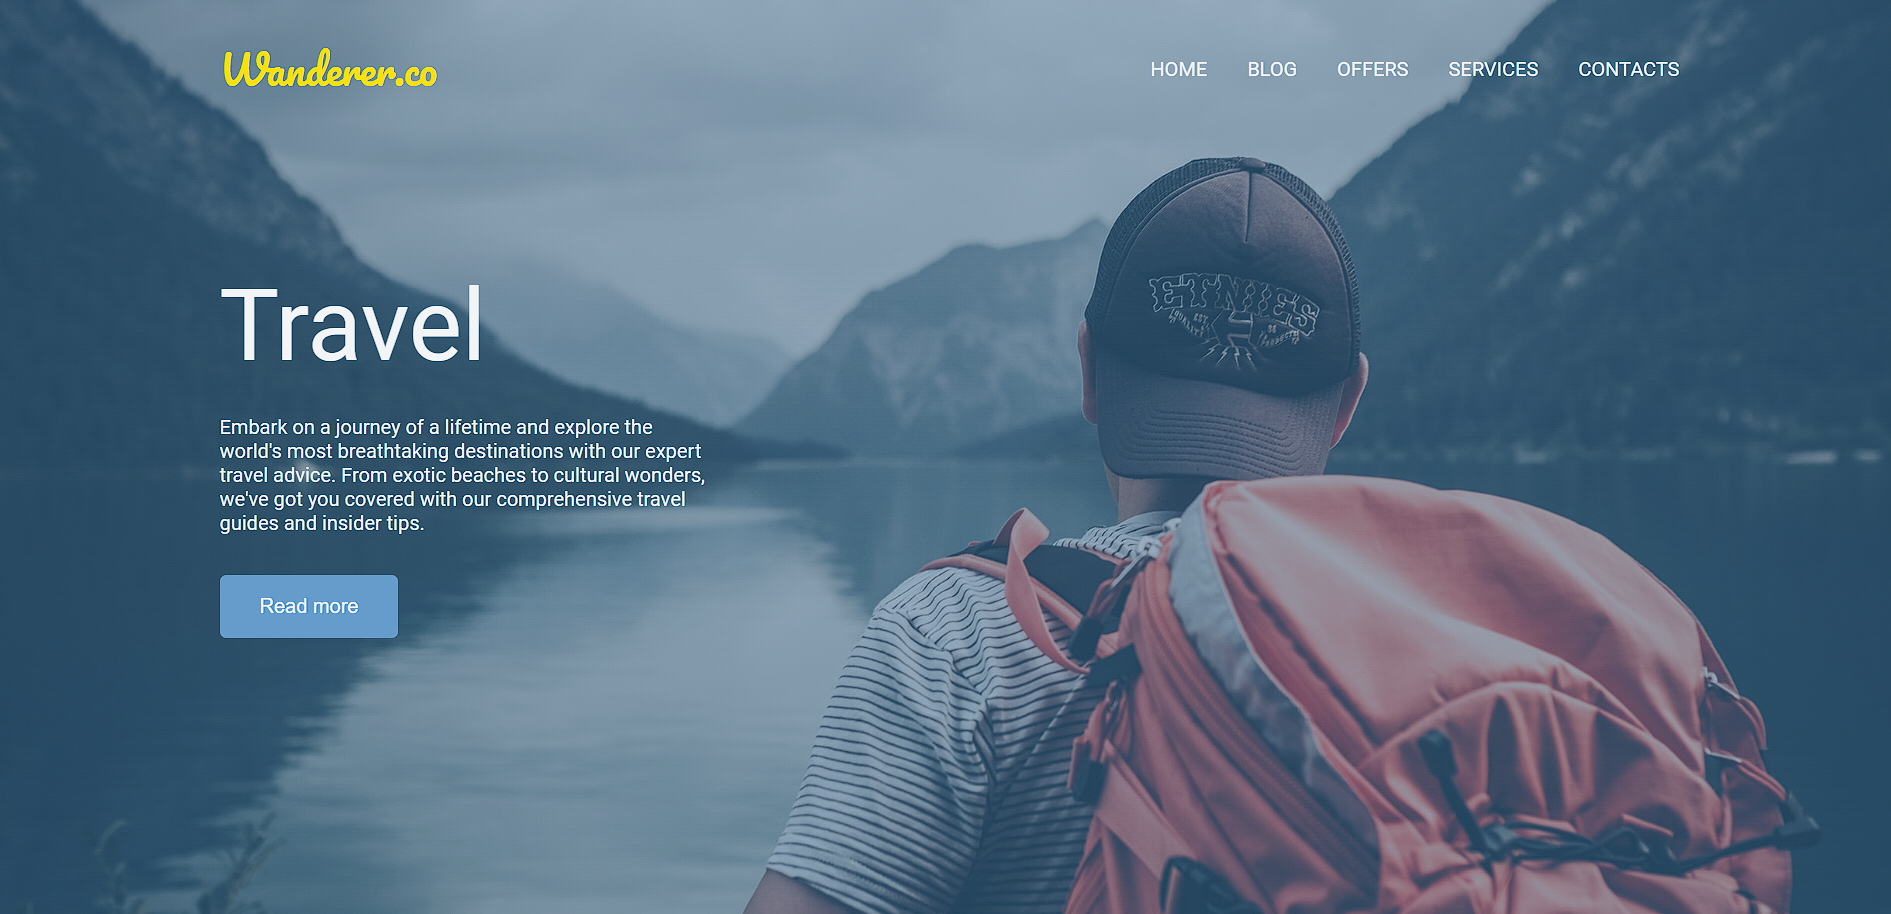 Wanderer.co
HOME BLOG OFFERS SERVICES CONTACTS
Travel
ETNIES
Embark on a journey of a lifetime and explore the
world's most breathtaking destinations with our expert
travel advice. From exotic beaches to cultural wonders,
we've got you covered with our comprehensive travel
guides and insider tips.
Read more